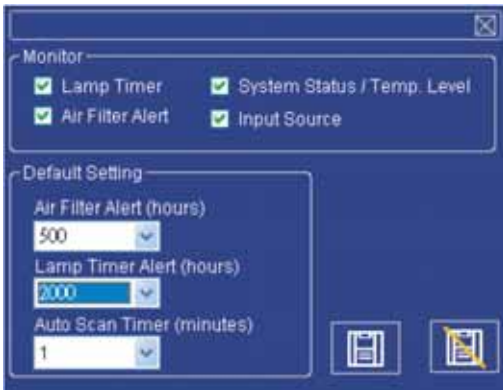 Monitor
Lamp Timer
System Status / Temp. Level
Air Filter Alert
Input Source
Default Setting
Air Filter Alert (hours)
500
Lamp Timer Alert (hours)
2000
Auto Scan Timer (minutes)
1